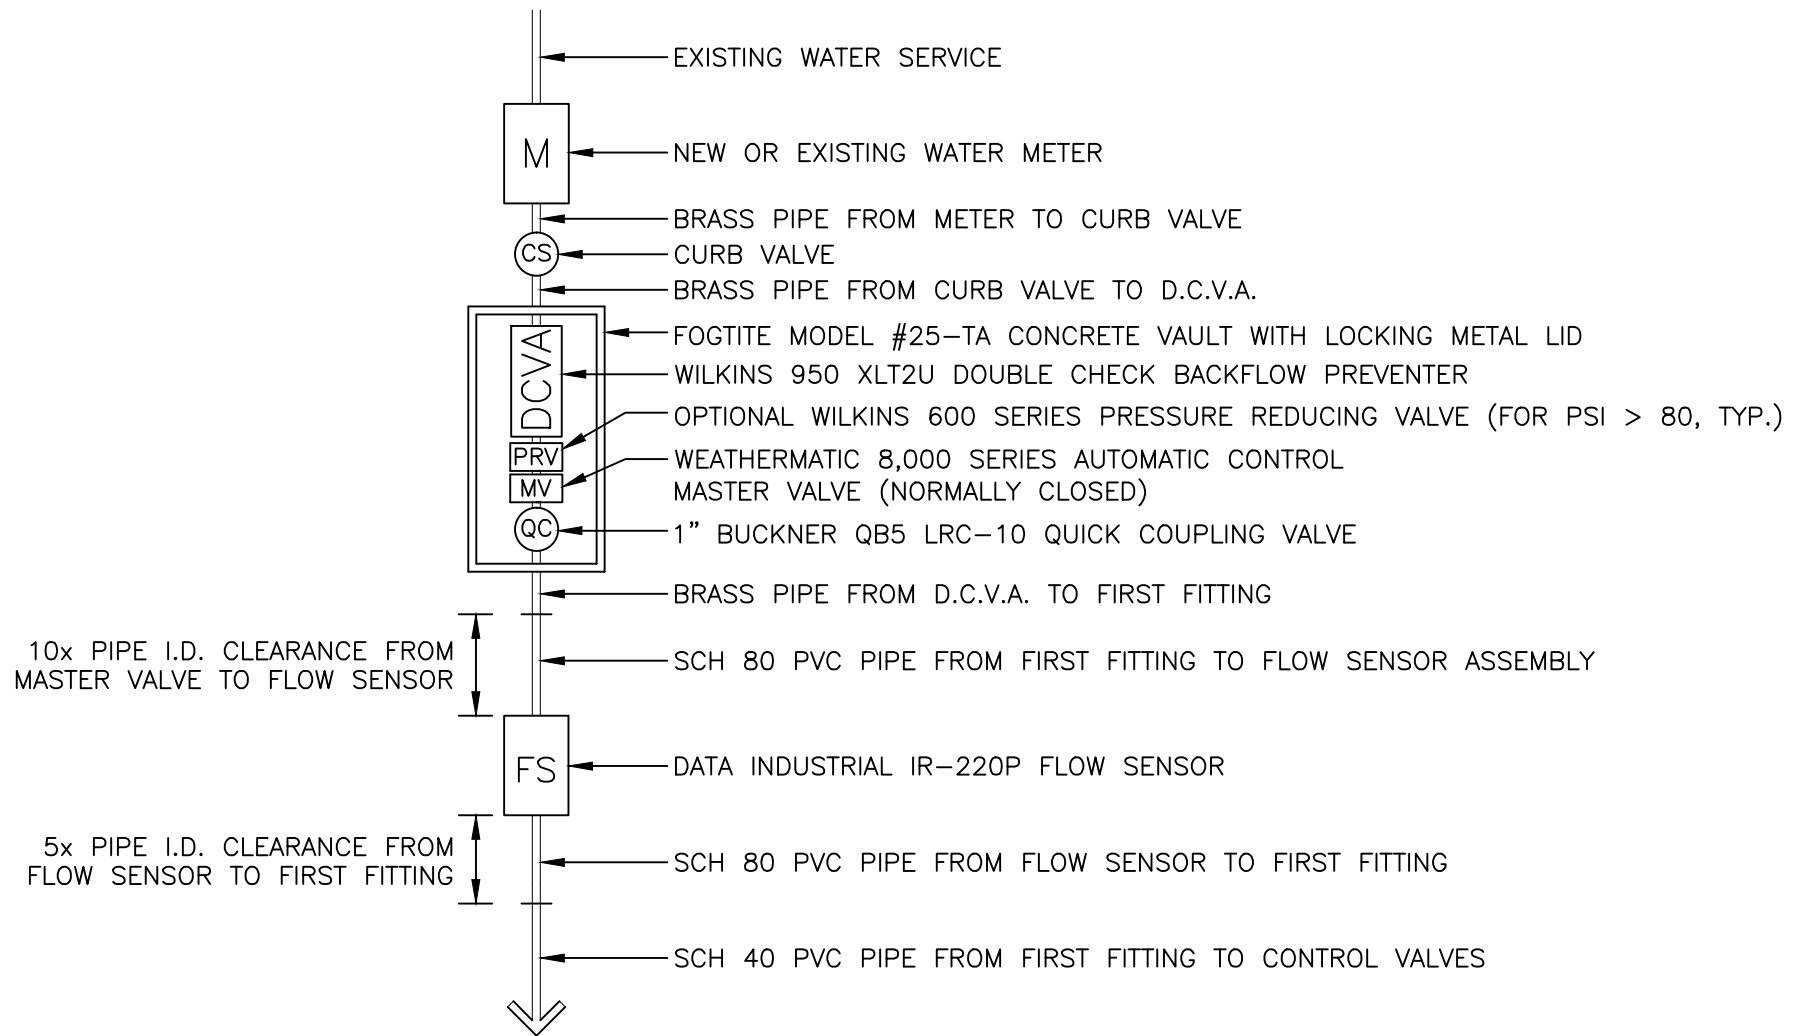 EXISTING WATER SERVICE
M
NEW OR EXISTING WATER METER
BRASS PIPE FROM METER TO CURB VALVE
CS
CURB VALVE
BRASS PIPE FROM CURB VALVE TO D.C.V.A.
FOGTITE MODEL #25-TA CONCRETE VAULT WITH LOCKING METAL LID
DCVA
WILKINS 950 XLT2U DOUBLE CHECK BACKFLOW PREVENTER
OPTIONAL WILKINS 600 SERIES PRESSURE REDUCING VALVE (FOR PSI > 80, TYP.)
PRV
WEATHERMATIC 8,000 SERIES AUTOMATIC CONTROL
MASTER VALVE (NORMALLY CLOSED)
MV
QC
1" BUCKNER QB5 LRC-10 QUICK COUPLING VALVE
BRASS PIPE FROM D.C.V.A. TO FIRST FITTING
10x PIPE I.D. CLEARANCE FROM
MASTER VALVE TO FLOW SENSOR
SCH 80 PVC PIPE FROM FIRST FITTING TO FLOW SENSOR ASSEMBLY
FS
DATA INDUSTRIAL IR-220P FLOW SENSOR
5x PIPE I.D. CLEARANCE FROM
FLOW SENSOR TO FIRST FITTING
SCH 80 PVC PIPE FROM FLOW SENSOR TO FIRST FITTING
SCH 40 PVC PIPE FROM FIRST FITTING TO CONTROL VALVES